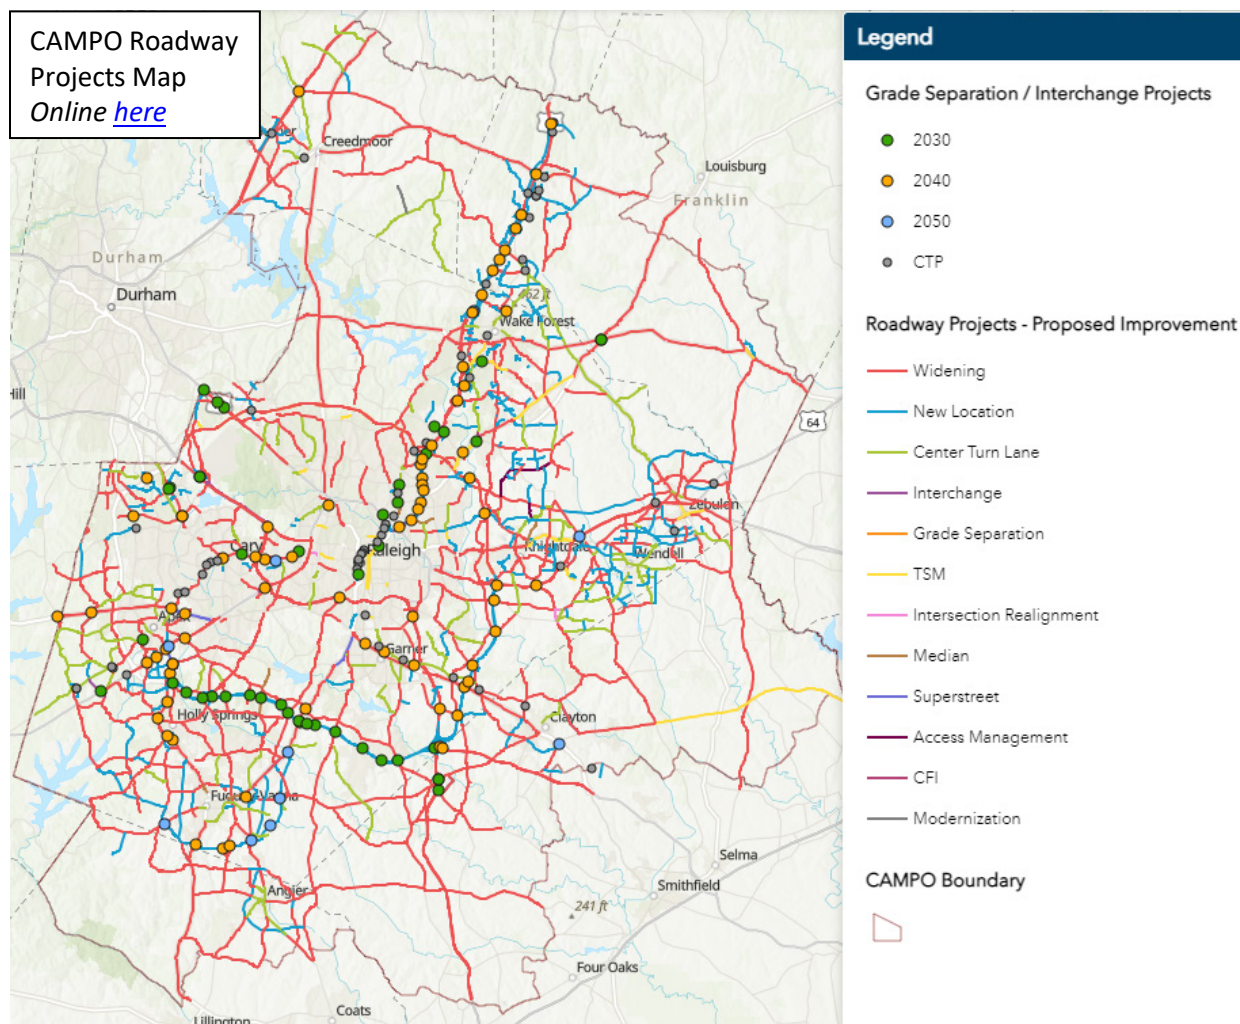 CAMPO Roadway
Projects Map
Online here
Creedmoor
Louisburg
Franklin
Durham
Durham
Wake Forest
Hill
64
Zebulon
Raleigh
Cary
Knightdale
Wendell
Apex
Garner
Holly Springs
Clayton
Fuquay-Varina
Selma
Smithfield
Angier
241 ft
Four Oaks
Coats
Lillington
Legend
Grade Separation / Interchange Projects
2030
2040
2050
CTP
Roadway Projects - Proposed Improvement
Widening
New Location
Center Turn Lane
Interchange
Grade Separation
TSM
Intersection Realignment
Median
Superstreet
Access Management
CFI
Modernization
CAMPO Boundary